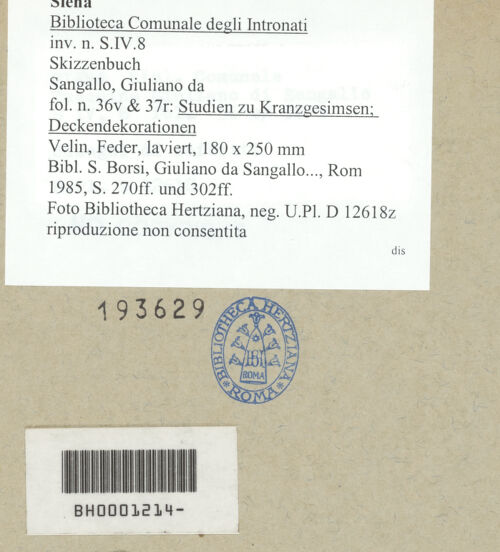 Siena
Biblioteca Comunale degli Intronati
inv. n. S.IV.8
Skizzenbuch
Sangallo, Giuliano da
fol. n. 36v & 37r: Studien zu Kranzgesimsen;
Deckendekorationen
Velin, Feder, laviert, 180 x 250 mm
Bibl. S. Borsi, Giuliano da Sangallo..., Rom
1985, S. 270ff. und 302ff.
Foto Bibliotheca Hertziana, neg. U.Pl. D 12618z
riproduzione non consentita
dis
193629
BIBLIOTHECA HERTZIANA
BH
ROMA
ROMA
BH0001214-